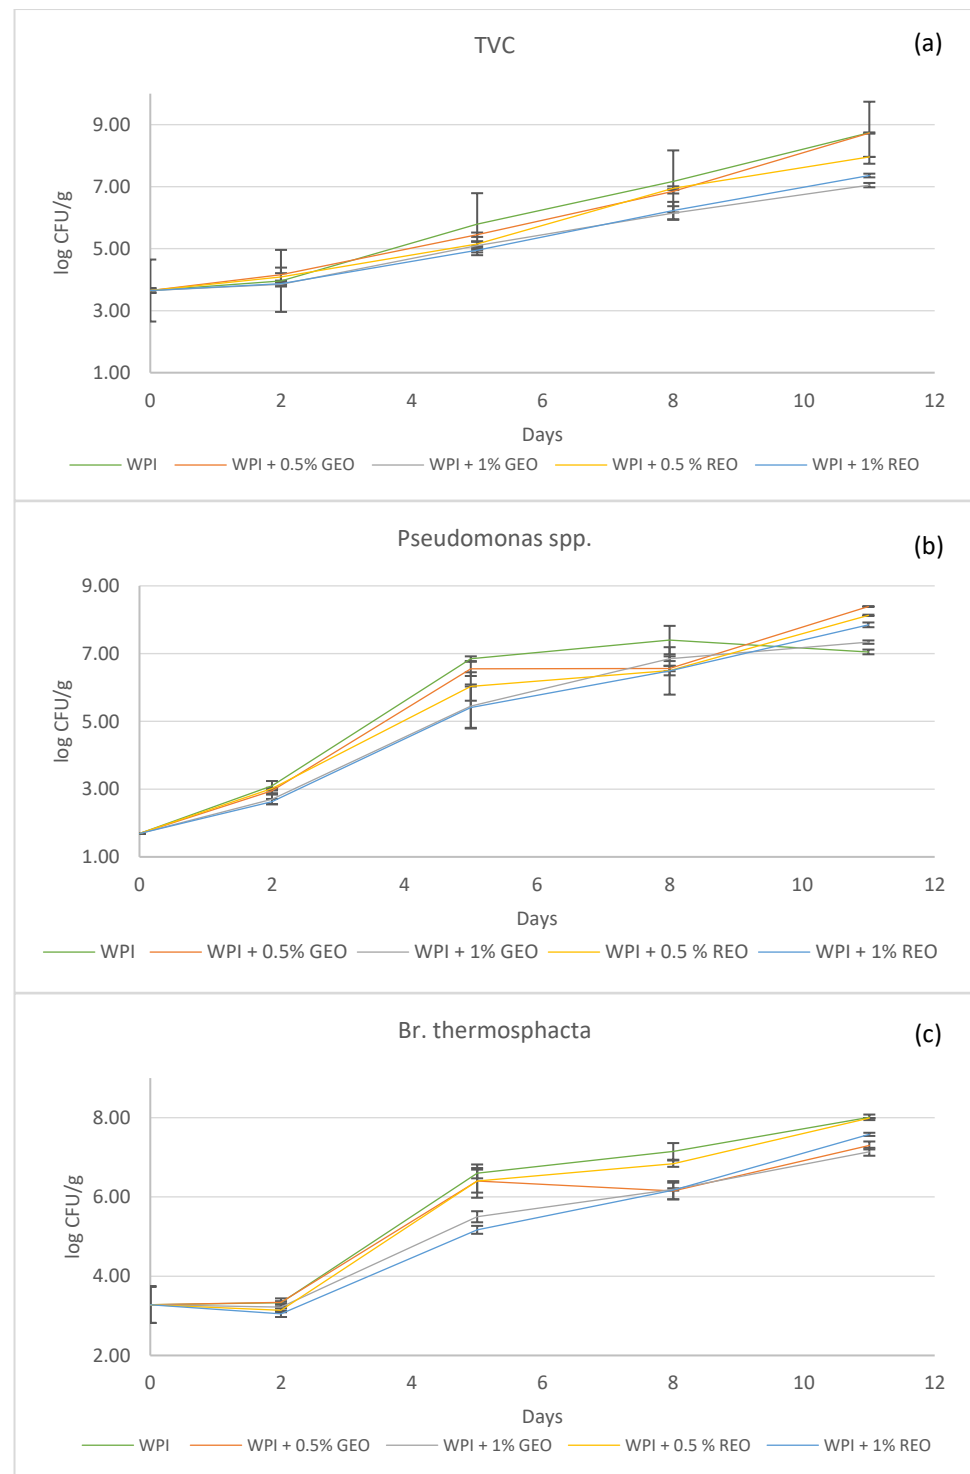 TVC
(a)
9.00
7.00
5.00
3.00
1.00
log CFU/g
0 2 4 6 8 10 12
Days
WPI WPI + 0.5% GEO WPI + 1% GEO WPI + 0.5 % REO WPI + 1% REO
Pseudomonas spp.
(b)
9.00
7.00
5.00
3.00
1.00
log CFU/g
0 2 4 6 8 10 12
Days
WPI WPI + 0.5% GEO WPI + 1% GEO WPI + 0.5 % REO WPI + 1% REO
Br. thermosphacta
(c)
8.00
6.00
4.00
2.00
log CFU/g
0 2 4 6 8 10 12
Days
WPI WPI + 0.5% GEO WPI + 1% GEO WPI + 0.5 % REO WPI + 1% REO